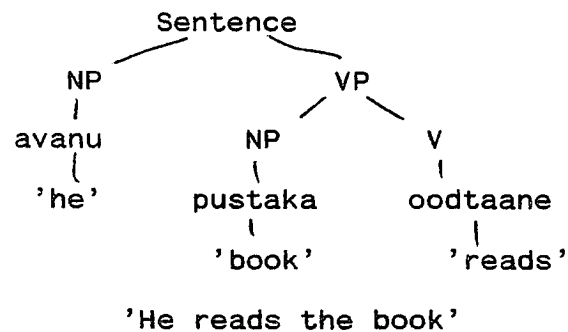 Sentence
NP VP
avanu NP V
'he' pustaka oodtaane
'book' 'reads'
'He reads the book'